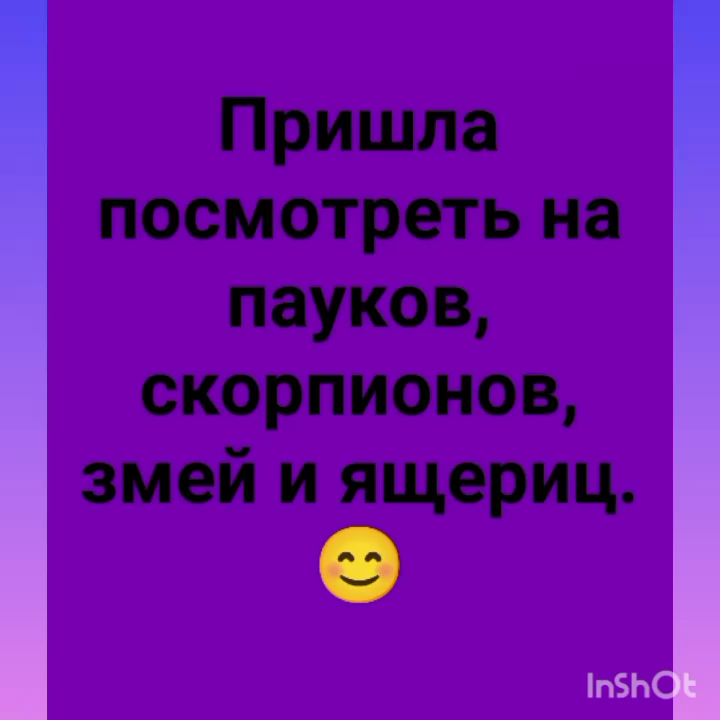 Пришла
посмотреть на
пауков,
скорпионов,
змей и ящериц.
😊
InShOt